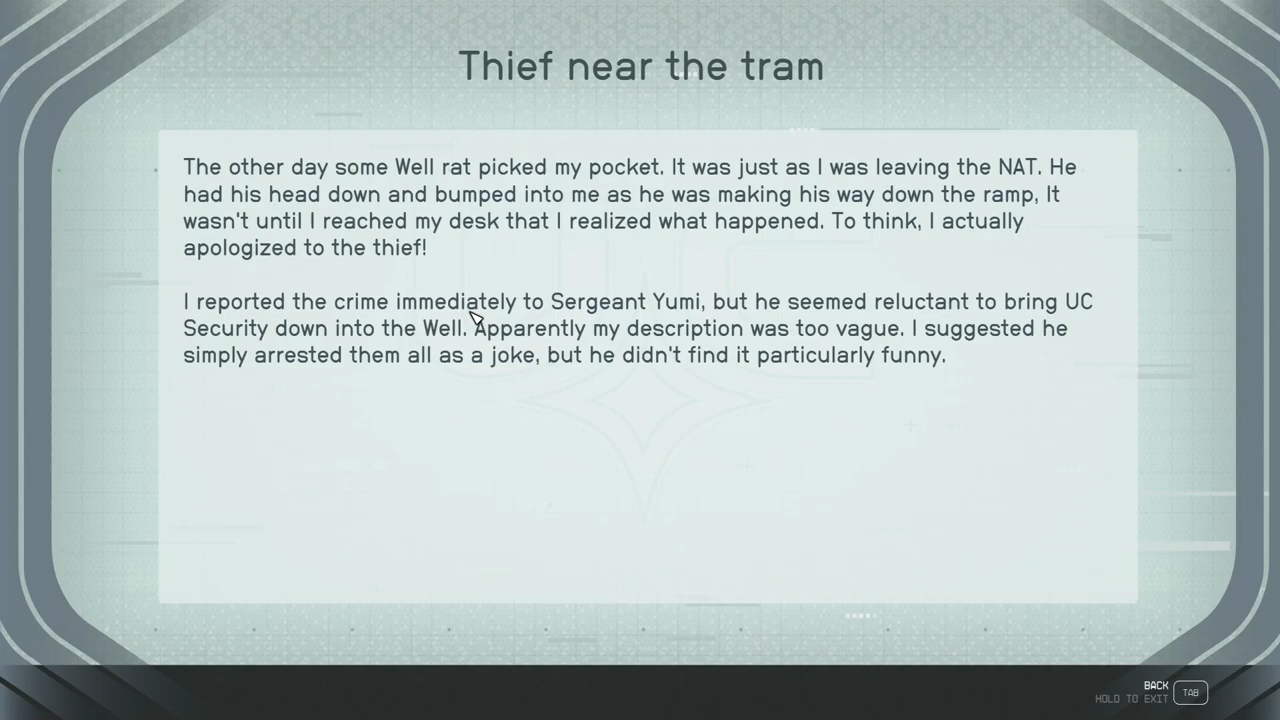 Thief near the tram
The other day some Well rat picked my pocket. It was just as I was leaving the NAT. He
had his head down and bumped into me as he was making his way down the ramp, It
wasn't until I reached my desk that I realized what happened. To think, I actually
apologized to the thief!
I reported the crime immediately to Sergeant Yumi, but he seemed reluctant to bring UC
Security down into the Well. Apparently my description was too vague. I suggested he
simply arrested them all as a joke, but he didn't find it particularly funny.
BACK
HOLD TO EXIT TAB